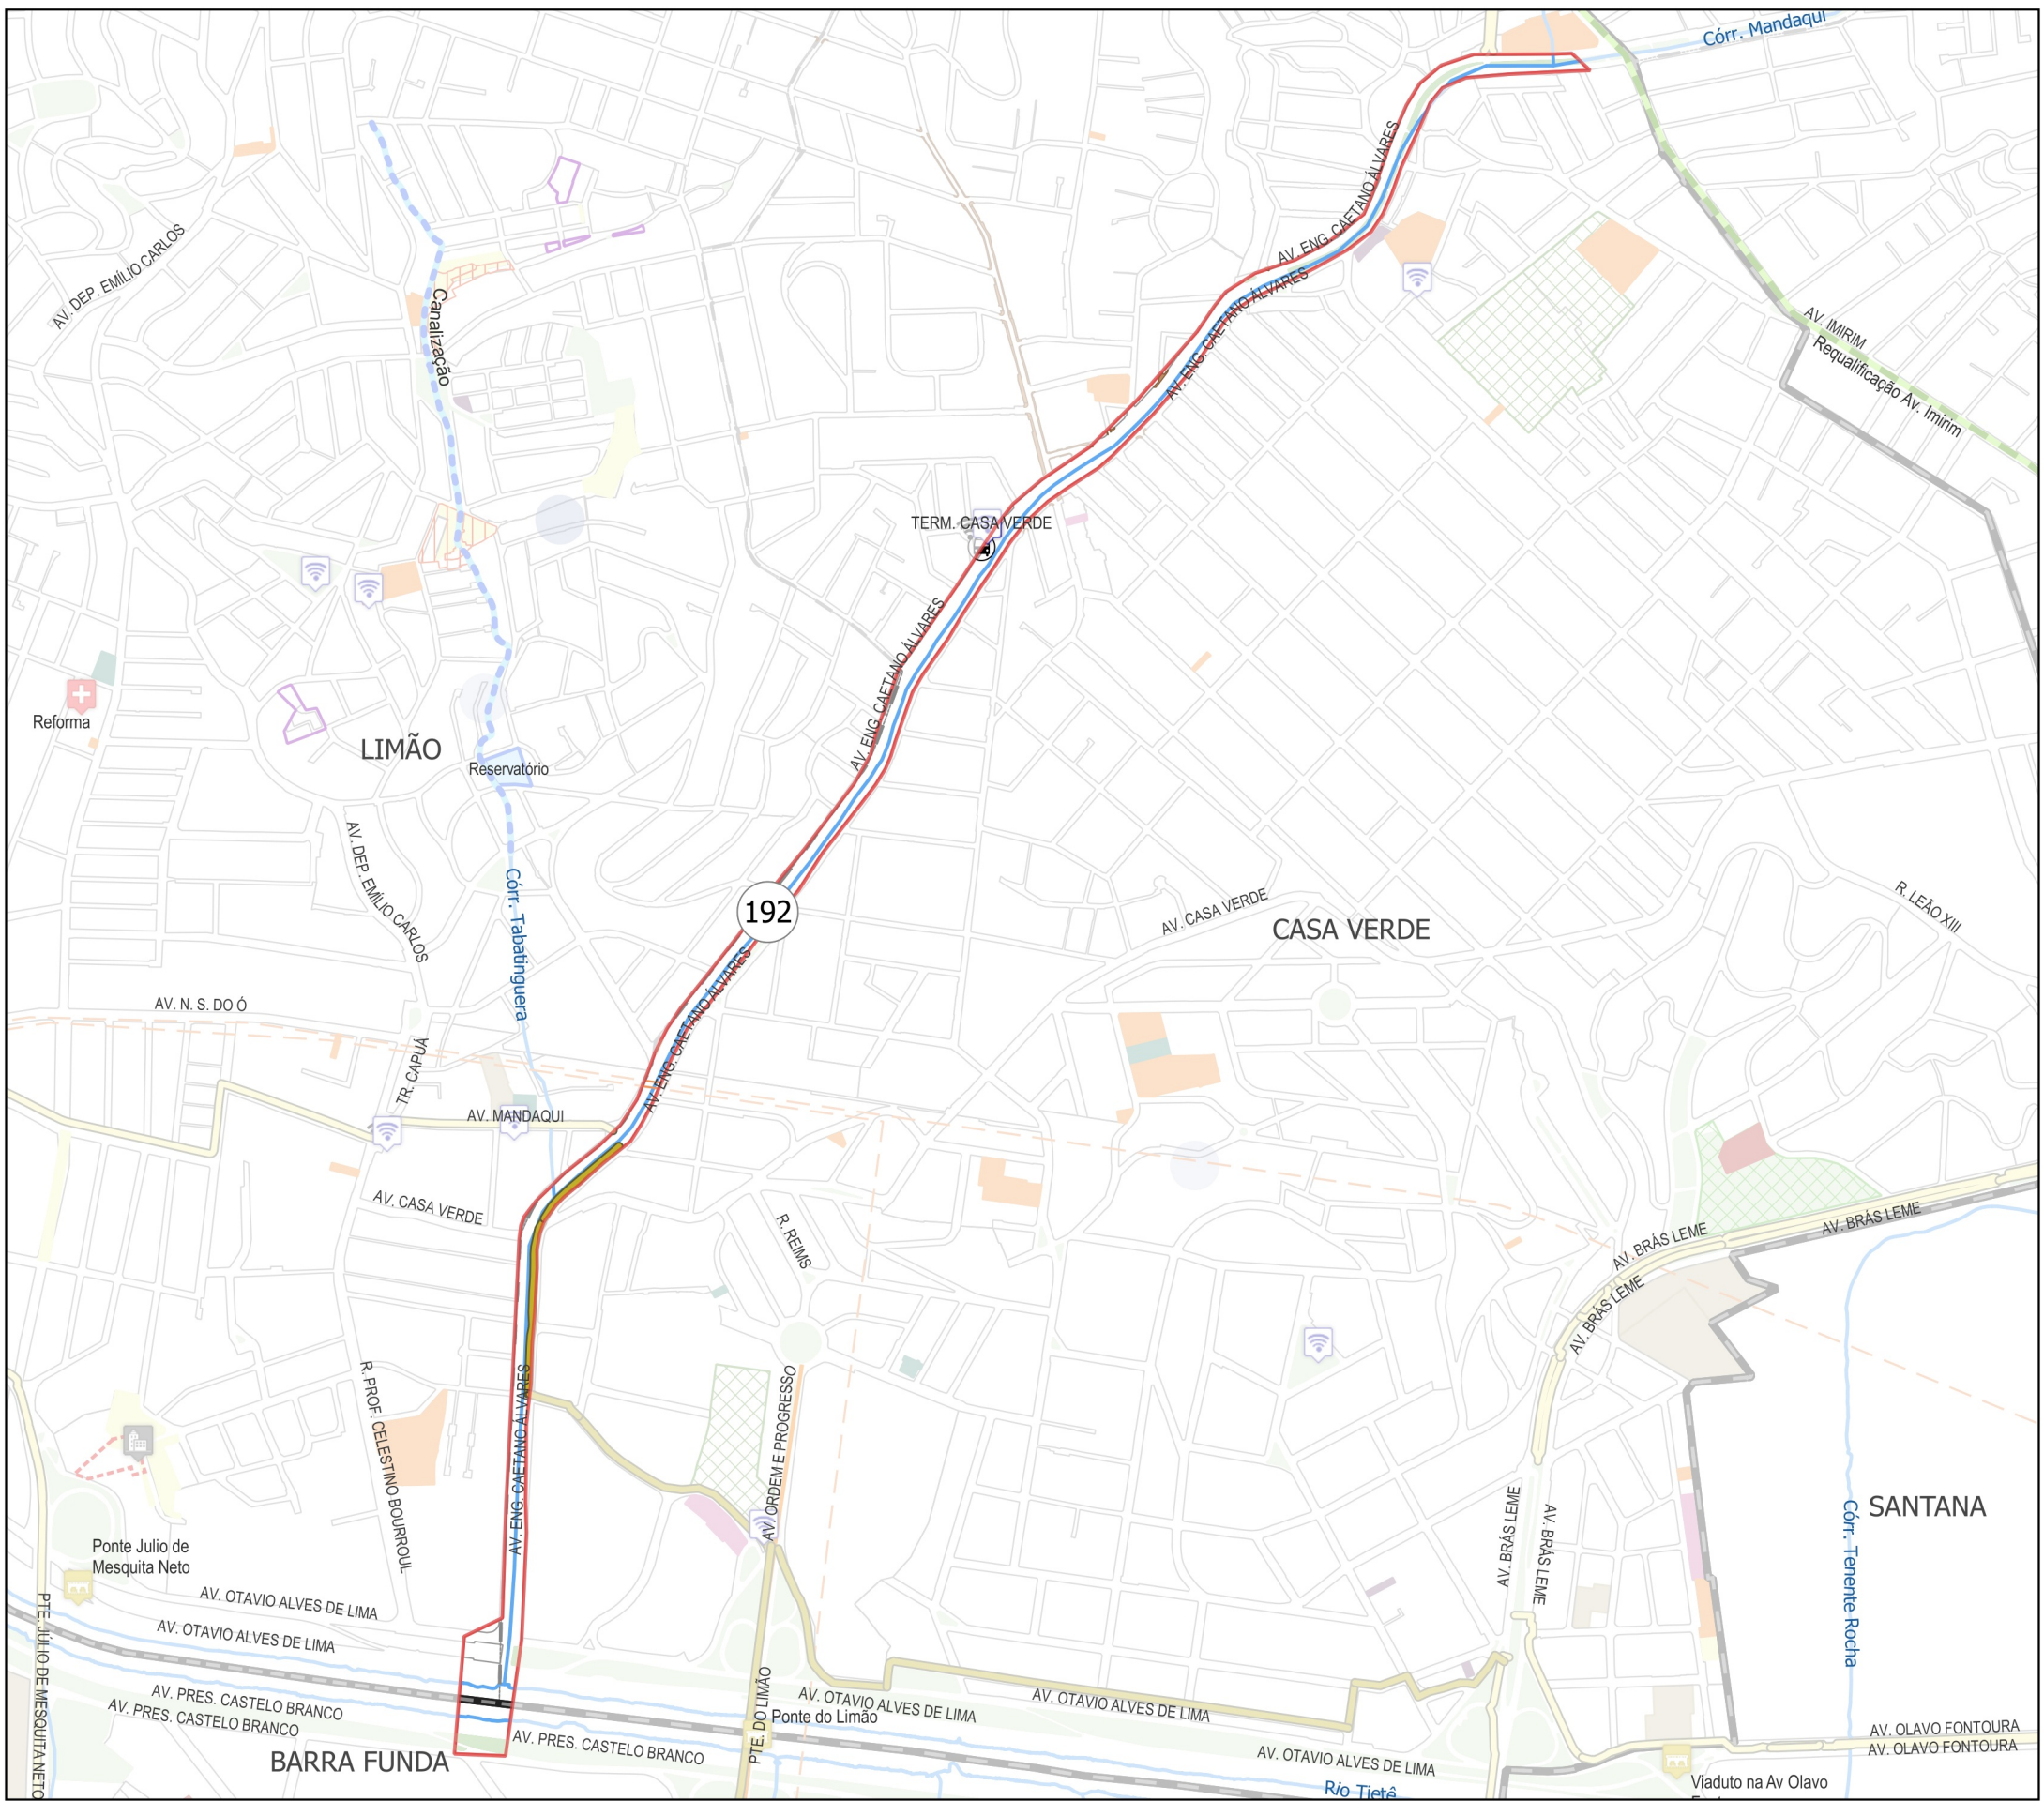 Córr. Mandaqui
AV. ENG. CAETANO ÁLVARES
AV. DEP. EMÍLIO CARLOS
AV. ENG. CAETANO ÁLVARES
AV. ENG. CAETANO ÁLVARES
Canalização
AV. IMIRIM
Requalificação Av. Imirim
TERM. CASA VERDE
AV. ENG. CAETANO ÁLVARES
Reforma
LIMÃO
Reservatório
AV. DEP. EMÍLIO CARLOS
Córr. Tabatinguera
192
AV. CASA VERDE
CASA VERDE
R. LEÃO XIII
AV. ENG. CAETANO ÁLVARES
AV. N. S. DO Ó
TR. CAPUÁ
AV. MANDAQUI
AV. CASA VERDE
R. REIMS
AV. BRÁS LEME
AV. BRÁS LEME
AV. BRÁS LEME
R. PROF. CELESTINO BOURROUL
AV. ENG. CAETANO ÁLVARES
AV. ORDEM E PROGRESSO
AV. BRÁS LEME
AV. BRÁS LEME
Córr. Tenente Rocha
SANTANA
Ponte Julio de
Mesquita Neto
PTE. JÚLIO DE MESQUITA NETO
AV. OTAVIO ALVES DE LIMA
AV. OTAVIO ALVES DE LIMA
AV. PRES. CASTELO BRANCO
AV. PRES. CASTELO BRANCO
BARRA FUNDA
AV. PRES. CASTELO BRANCO
PTE. DO LIMÃO
Ponte do Limão
AV. OTAVIO ALVES DE LIMA
AV. OTAVIO ALVES DE LIMA
AV. OTAVIO ALVES DE LIMA
Rio Tietê
AV. OLAVO FONTOURA
AV. OLAVO FONTOURA
Viaduto na Av Olavo